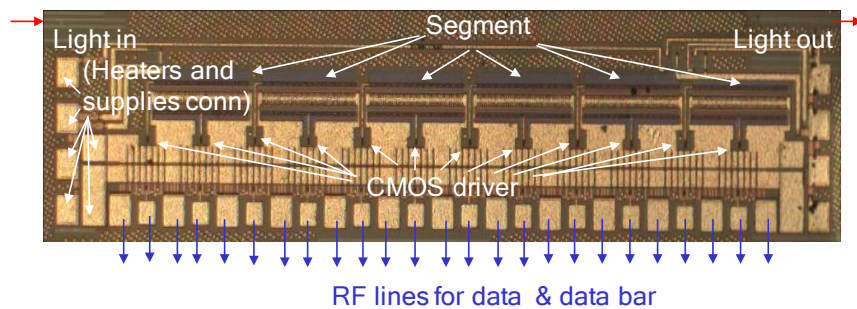 Segment
Light in
Light out
(Heaters and
supplies conn)
CMOS driver
RF lines for data & data bar